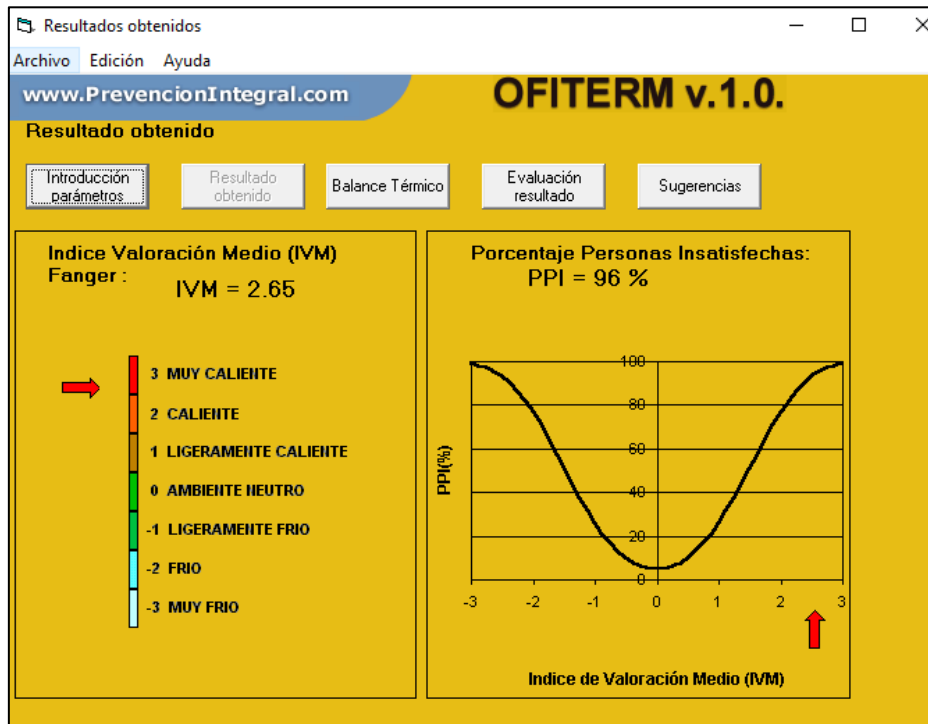 Resultados obtenidos
Archivo Edición Ayuda
www.PrevencionIntegral.com
OFITERM v.1.0.
Resultado obtenido
Introducción parámetros
Resultado obtenido
Balance Térmico
Evaluación resultado
Sugerencias
Indice Valoración Medio (IVM)
Fanger :
IVM = 2.65
3 MUY CALIENTE
2 CALIENTE
1 LIGERAMENTE CALIENTE
0 AMBIENTE NEUTRO
-1 LIGERAMENTE FRIO
-2 FRIO
-3 MUY FRIO
Porcentaje Personas Insatisfechas:
PPI = 96 %
PPI(%)
100
80
60
40
20
0
-3 -2 -1 0 1 2 3
Indice de Valoración Medio (IVM)